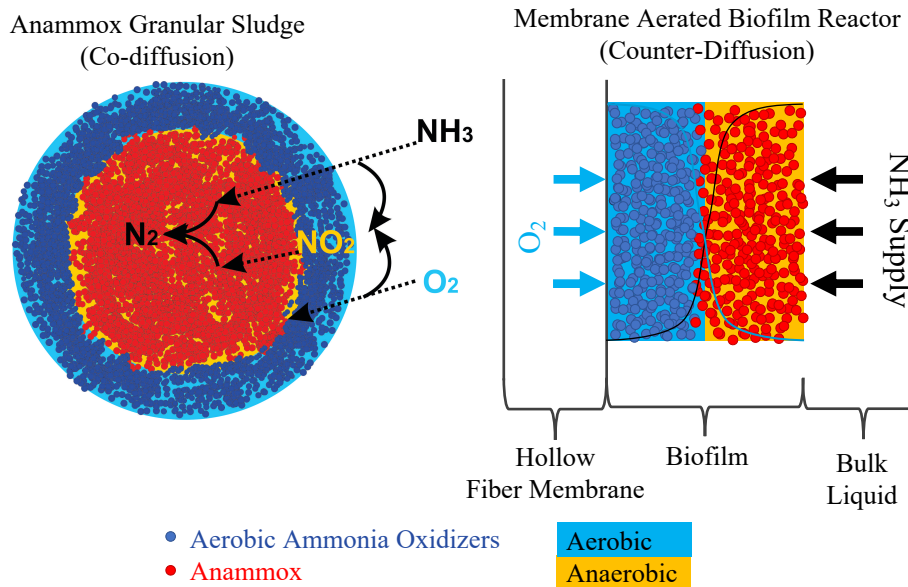 Anammox Granular Sludge
(Co-diffusion)
Membrane Aerated Biofilm Reactor
(Counter-Diffusion)
NH3
N2
NO2
O2
O2
NH3 Supply
Hollow
Fiber Membrane
Biofilm
Bulk
Liquid
Aerobic Ammonia Oxidizers
Anammox
Aerobic
Anaerobic